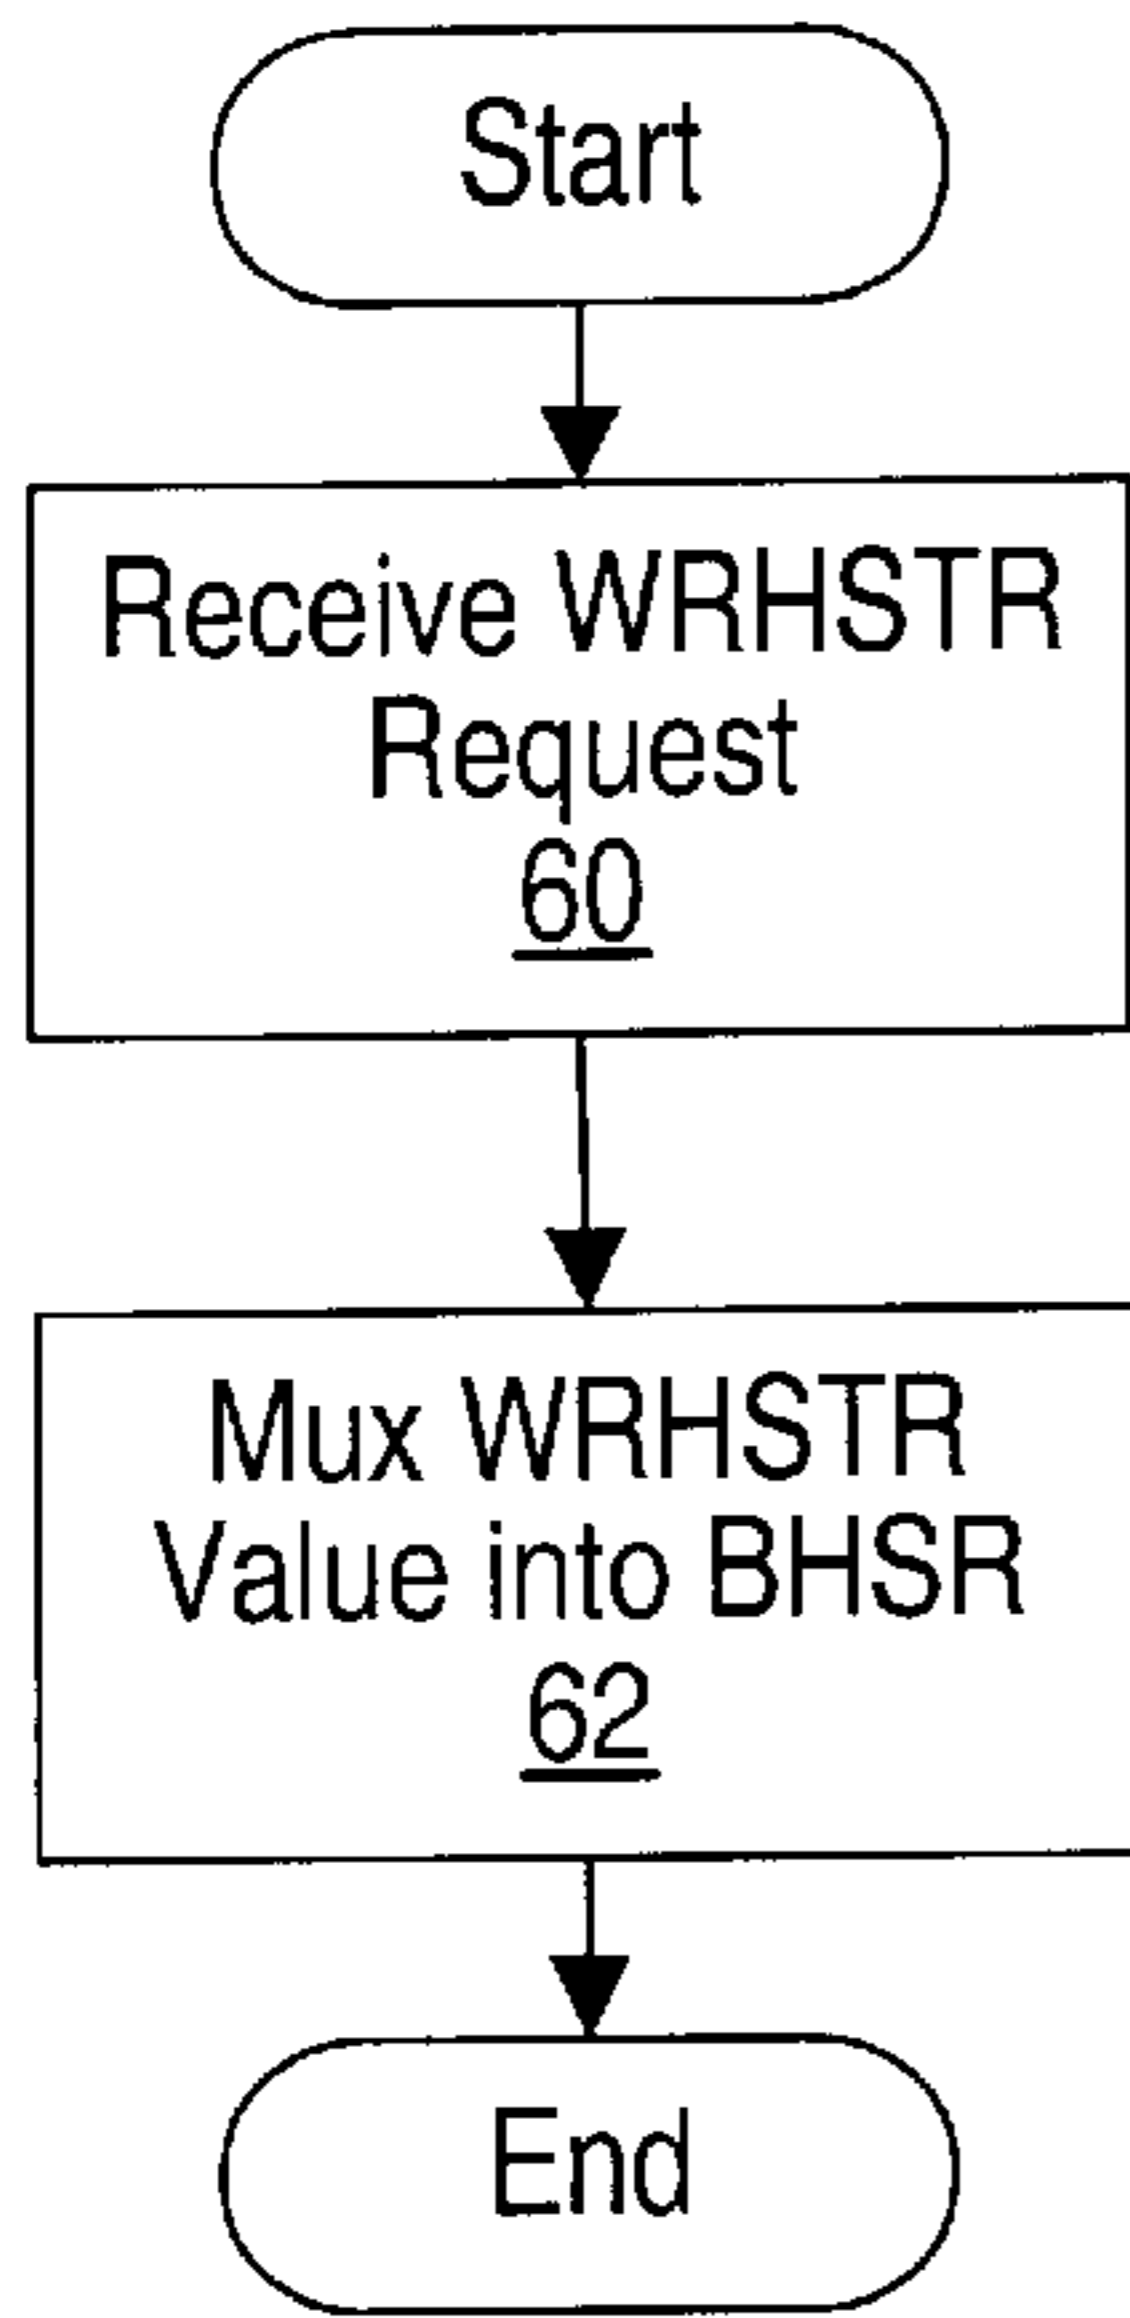 Start
Receive WRHSTR
Request
60
Mux WRHSTR
Value into BHSR
62
End